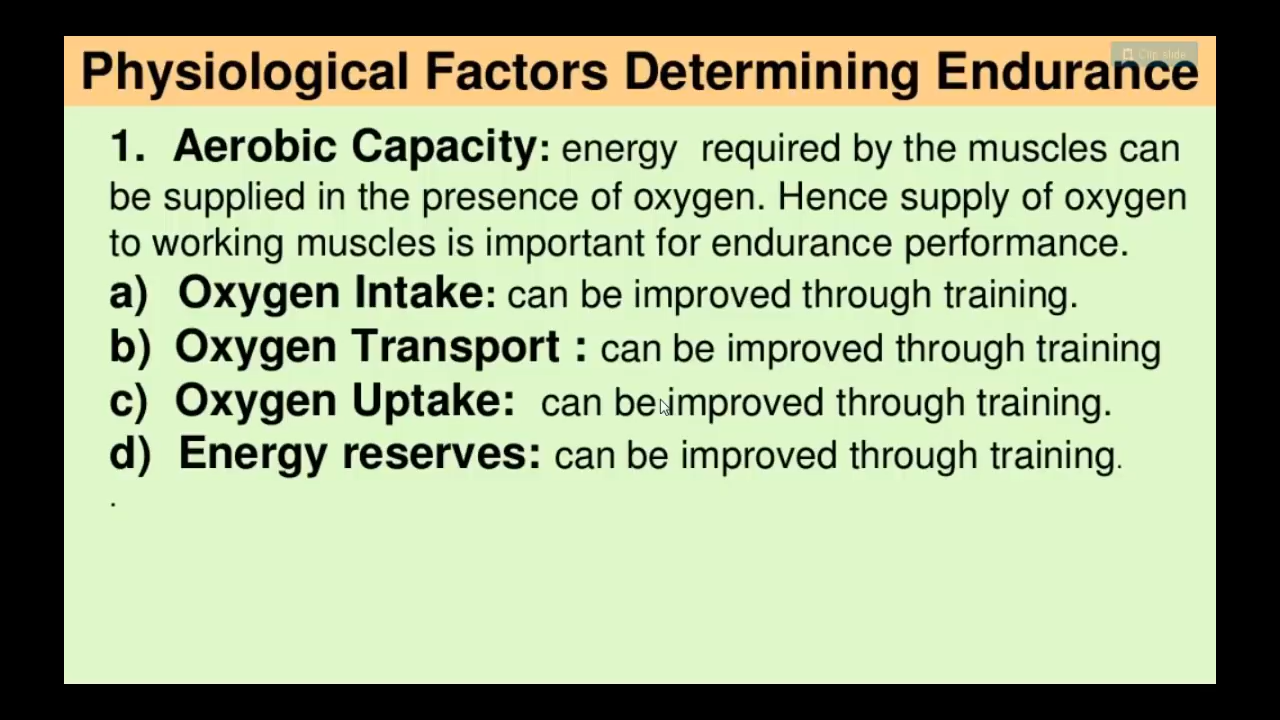 Clip slide
Physiological Factors Determining Endurance
1. Aerobic Capacity: energy required by the muscles can
be supplied in the presence of oxygen. Hence supply of oxygen
to working muscles is important for endurance performance.
a) Oxygen Intake: can be improved through training.
b) Oxygen Transport : can be improved through training
c) Oxygen Uptake: can be improved through training.
d) Energy reserves: can be improved through training.
.